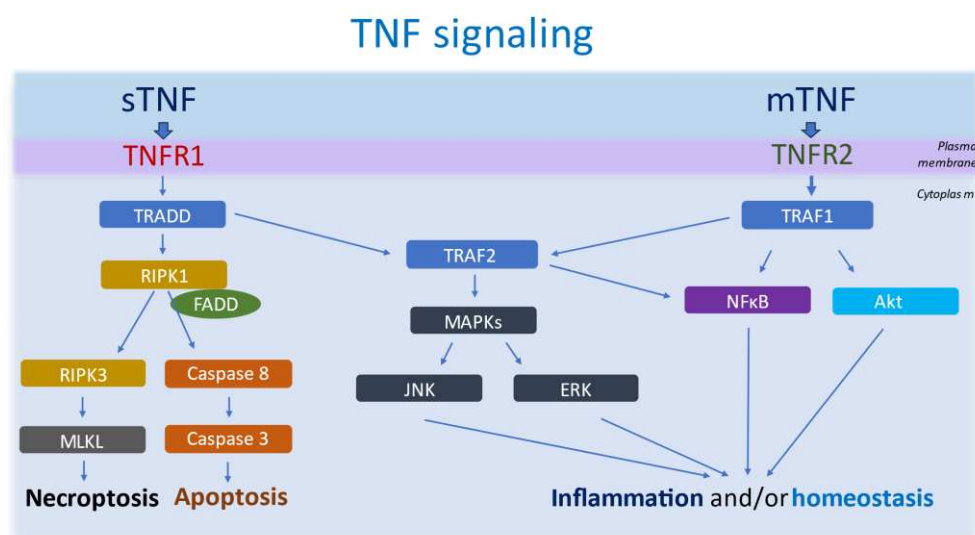 TNF signaling
sTNF
mTNF
TNFR1
TNFR2
Plasma
membrane
Cytoplas m
TRADD
TRAF1
TRAF2
RIPK1
FADD
NFκB
Akt
MAPKs
RIPK3
Caspase 8
JNK
ERK
MLKL
Caspase 3
Necroptosis
Apoptosis
Inflammation and/or homeostasis